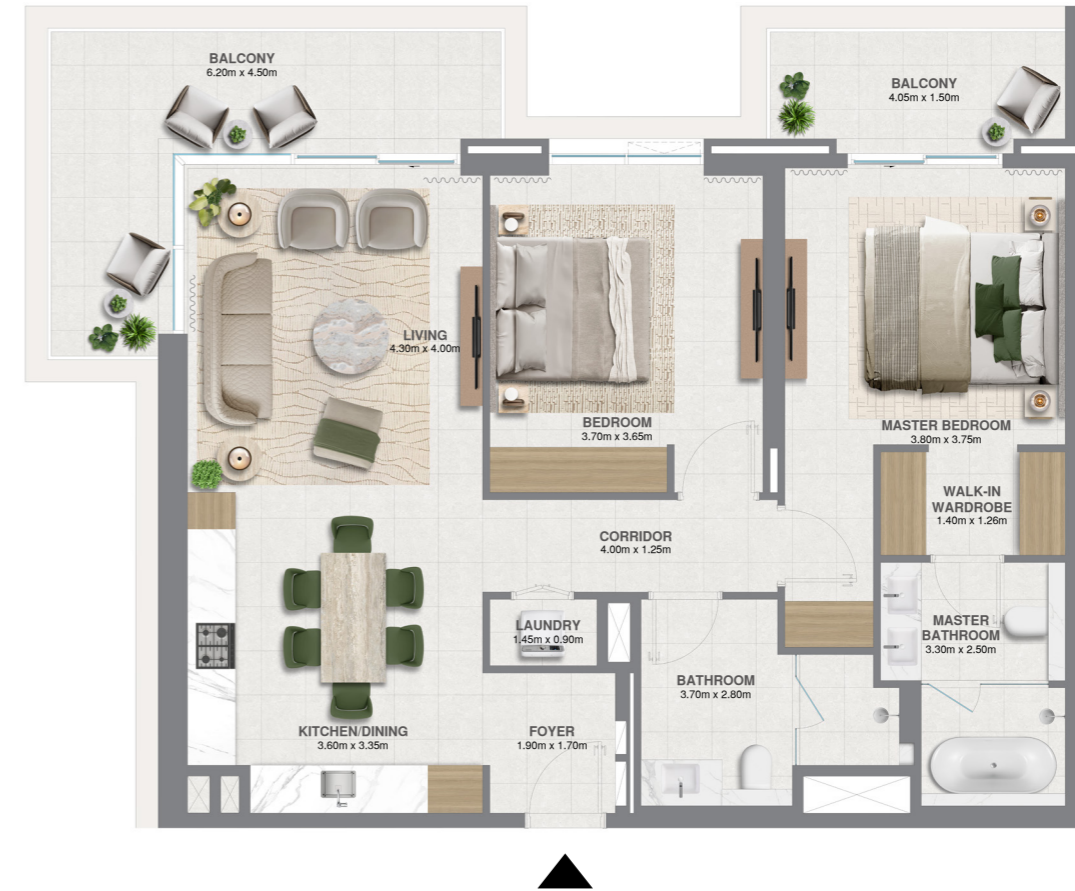 BALCONY
6.20m x 4.50m
BALCONY
4.05m x 1.50m
LIVING
4.30m x 4.00m
BEDROOM
3.70m x 3.65m
MASTER BEDROOM
3.80m x 3.75m
WALK-IN
WARDROBE
1.40m x 1.26m
CORRIDOR
4.00m x 1.25m
LAUNDRY
1.45m x 0.90m
MASTER
BATHROOM
3.30m x 2.50m
BATHROOM
3.70m x 2.80m
KITCHEN/DINING
3.60m x 3.35m
FOYER
1.90m x 1.70m